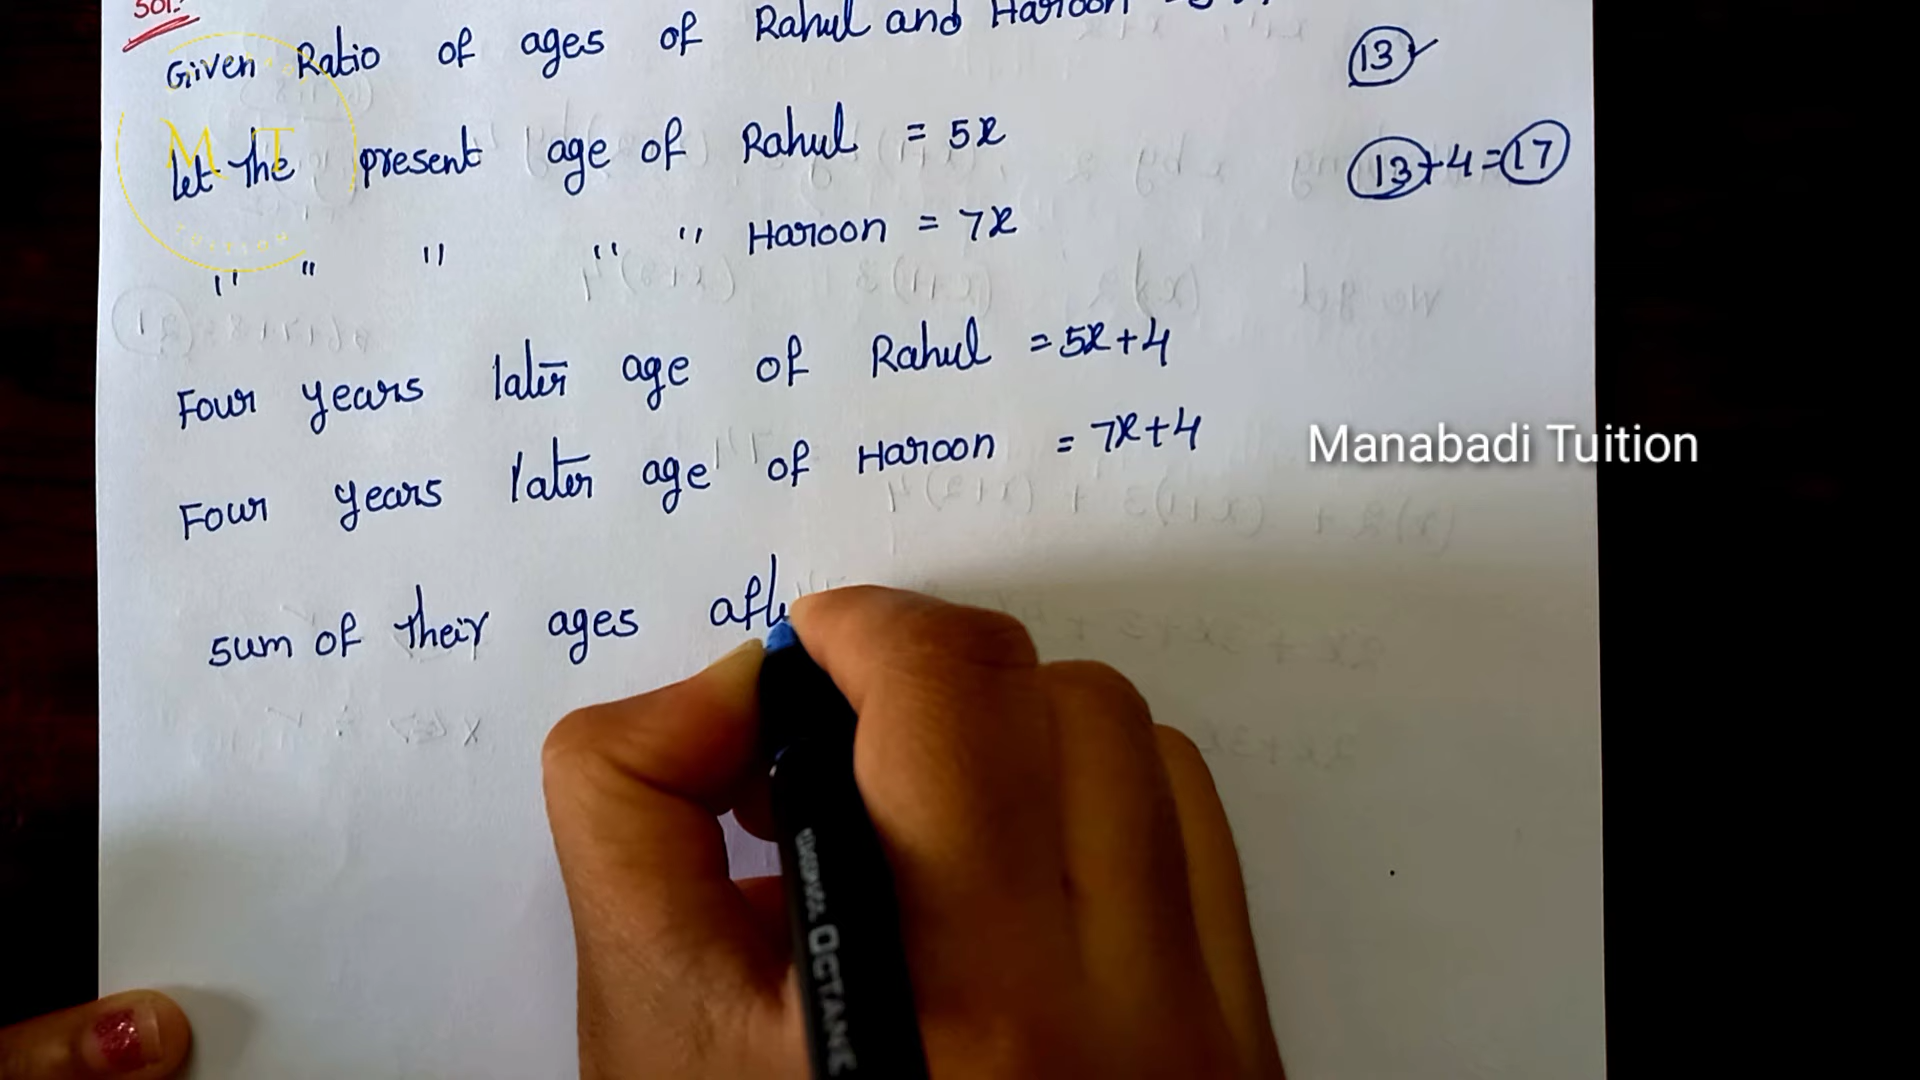 Sol:-
Given Ratio of ages of Rahul and Haroon
13
Let the present age of Rahul = 5x
13+4=17
" " " " " Haroon = 7x
Four years later age of Rahul = 5x+4
Four years later age of Haroon = 7x+4
Manabadi Tuition
sum of their ages afte
M T
OCTANE